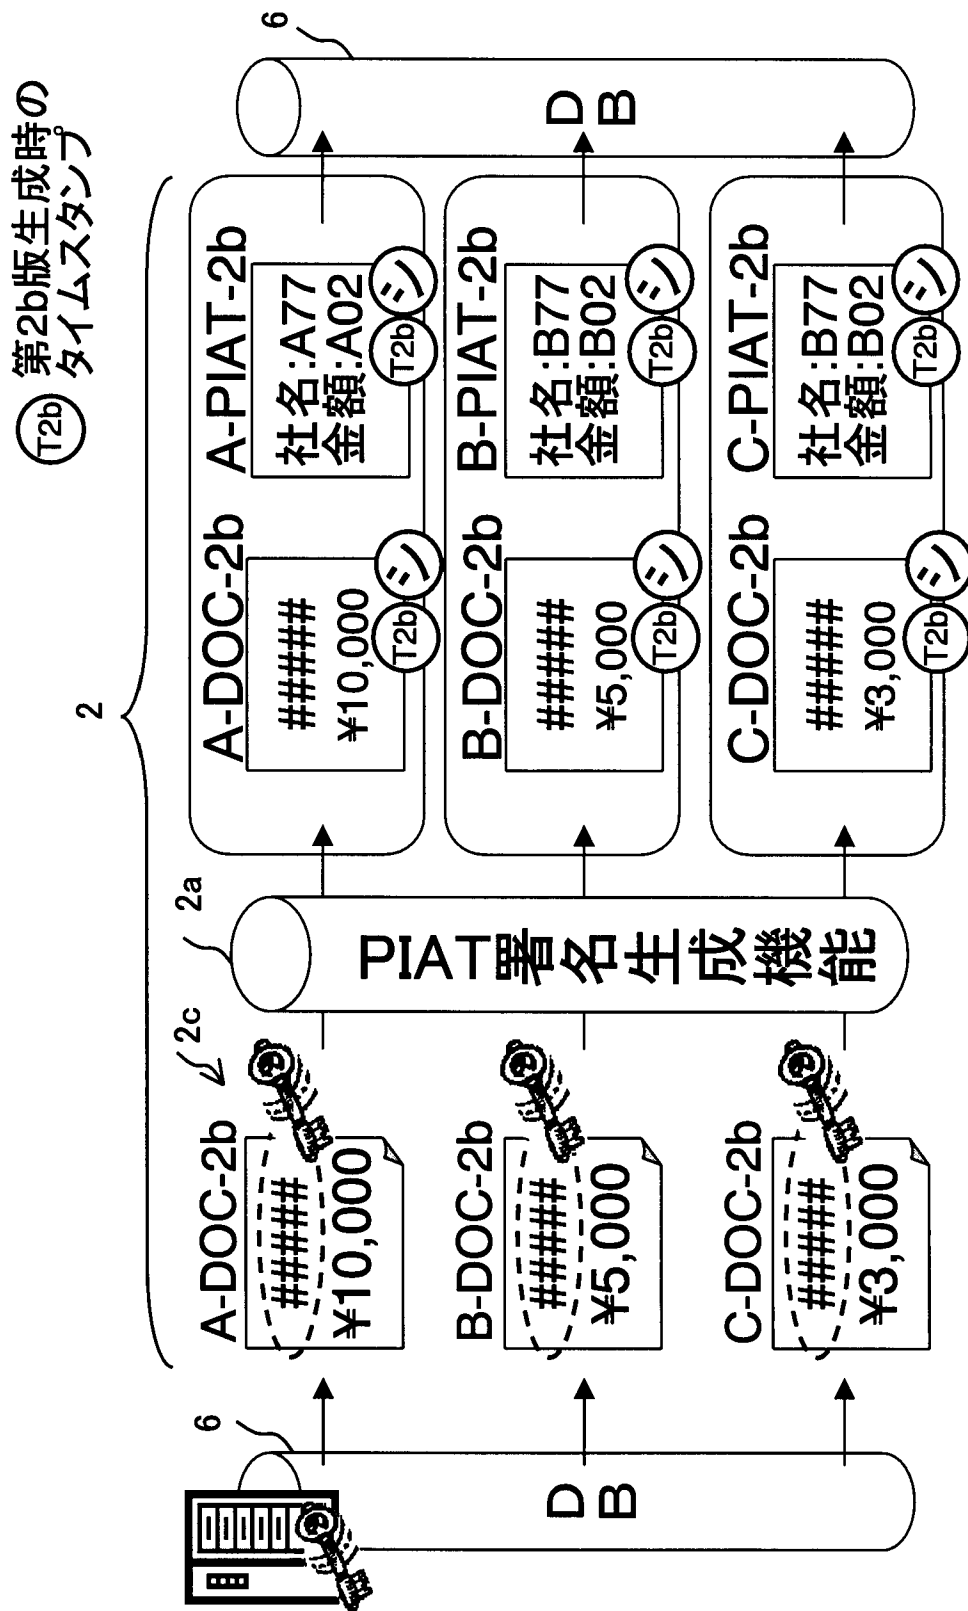 T2b 第2b版生成時の
タイムスタンプ
2
6
DB
2c
A-DOC-2b
#####
¥10,000
B-DOC-2b
#####
¥5,000
C-DOC-2b
#####
¥3,000
2a
PIAT署名生成機能
A-DOC-2b
#####
¥10,000
T2b シ
A-PIAT-2b
社名:A77
金額:A02
T2b シ
B-DOC-2b
#####
¥5,000
T2b シ
B-PIAT-2b
社名:B77
金額:B02
T2b シ
C-DOC-2b
#####
¥3,000
T2b シ
C-PIAT-2b
社名:B77
金額:B02
T2b シ
6
DB